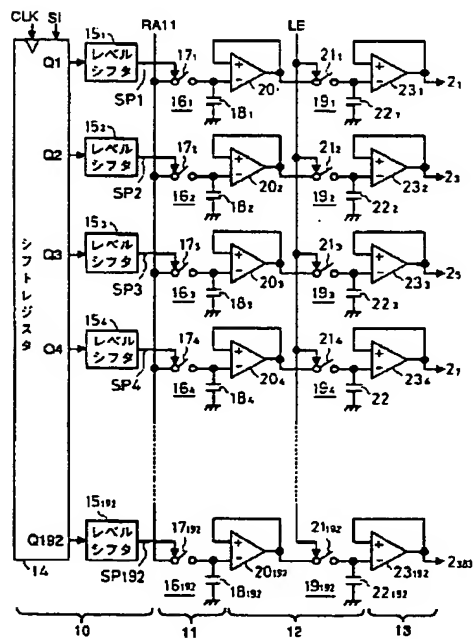 CLK SI RA11 LE
15₁ 17₁ 21₁
Q1 レベルシフタ SP1 16₁ 18₁ 20₁ 19₁ 22₁ 23₁ 2₁
15₂ 17₂ 21₂
Q2 レベルシフタ SP2 16₂ 18₂ 20₂ 19₂ 22₂ 23₂ 2₃
シフトレジスタ
15₃ 17₃ 21₃
Q3 レベルシフタ SP3 16₃ 18₃ 20₃ 19₃ 22₃ 23₃ 2₅
15₄ 17₄ 21₄
Q4 レベルシフタ SP4 16₄ 18₄ 20₄ 19₄ 22 23₄ 2₇
15₁₉₂ 17₁₉₂ 21₁₉₂
Q192 レベルシフタ SP192 16₁₉₂ 18₁₉₂ 20₁₉₂ 19₁₉₂ 22₁₉₂ 23₁₉₂ 2₃₈₃
14
10 11 12 13